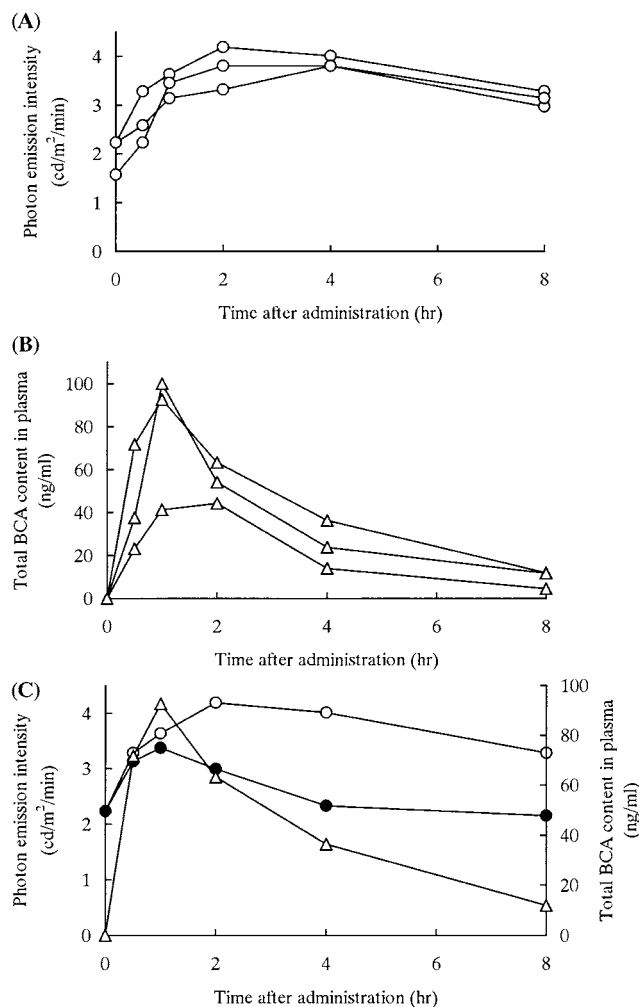 (A)
Photon emission intensity
(cd/m²/min)
4
3
2
1
0
0 2 4 6 8
Time after administration (hr)
(B)
Total BCA content in plasma
(ng/ml)
100
80
60
40
20
0
0 2 4 6 8
Time after administration (hr)
(C)
Photon emission intensity
(cd/m²/min)
4
3
2
1
0
100
80
60
40
20
0
Total BCA content in plasma
(ng/ml)
0 2 4 6 8
Time after administration (hr)